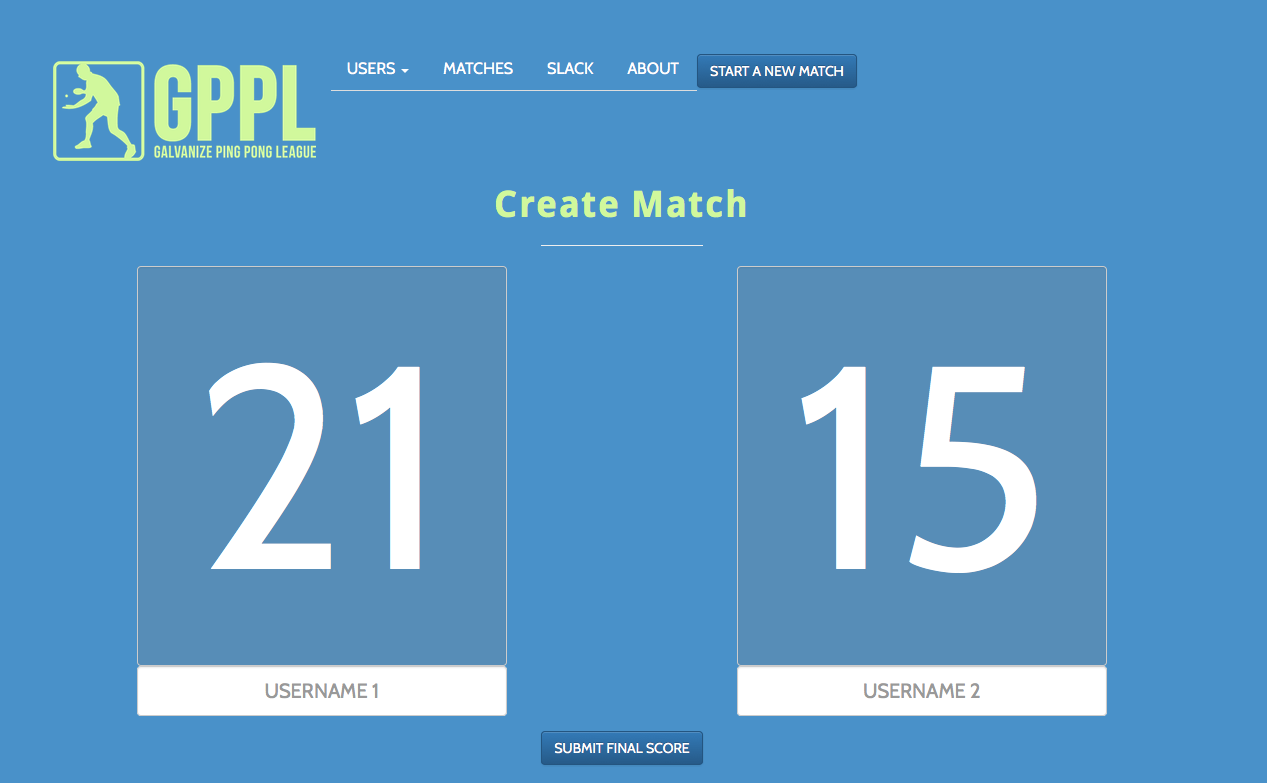 USERS MATCHES SLACK ABOUT START A NEW MATCH
GPPL
GALVANIZE PING PONG LEAGUE
Create Match
21 15
USERNAME 1 USERNAME 2
SUBMIT FINAL SCORE